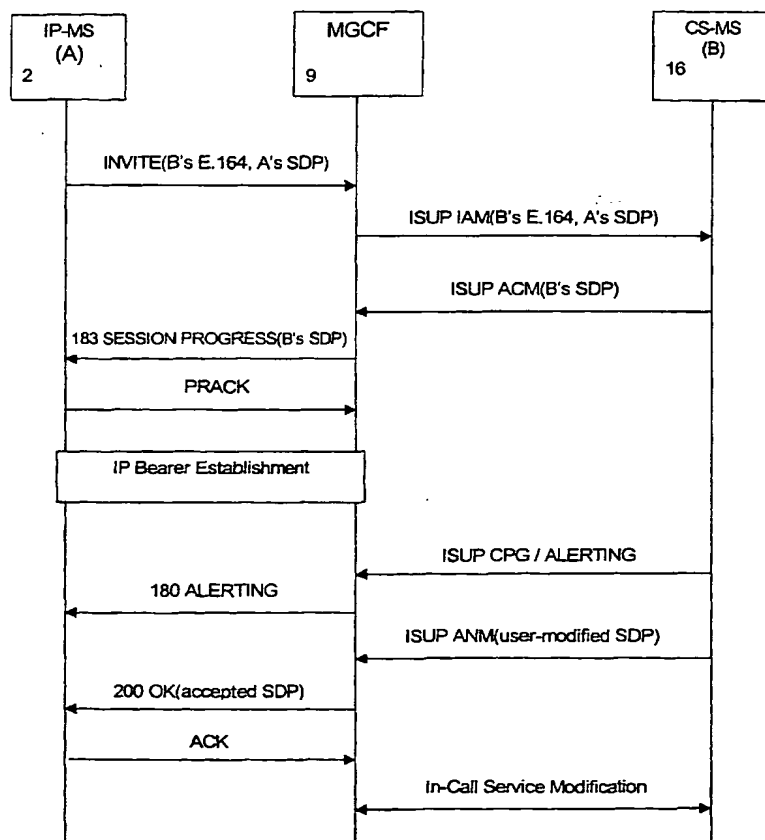 IP-MS
(A)
2
MGCF
9
CS-MS
(B)
16
INVITE(B's E.164, A's SDP)
ISUP IAM(B's E.164, A's SDP)
ISUP ACM(B's SDP)
183 SESSION PROGRESS(B's SDP)
PRACK
IP Bearer Establishment
ISUP CPG / ALERTING
180 ALERTING
ISUP ANM(user-modified SDP)
200 OK(accepted SDP)
ACK
In-Call Service Modification